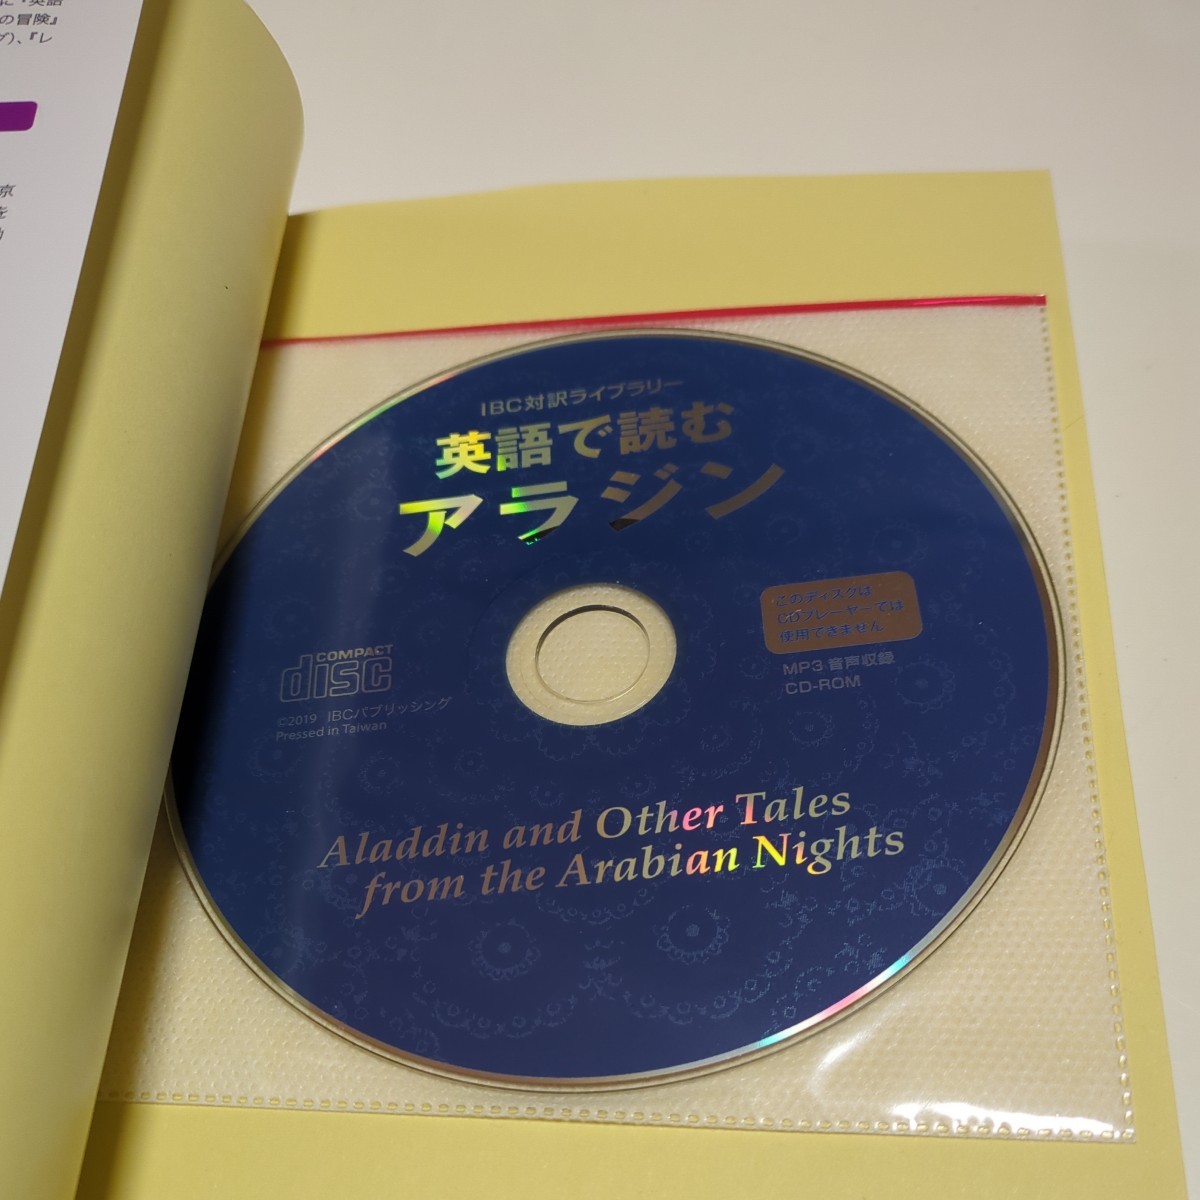 の冒険』
IBC対訳ライブラリー
英語で読む
アラジン
このディスクは
CDプレーヤーでは
使用できません
MP3 音声収録
CD-ROM
COMPACT
disc
©2019 IBCパブリッシング
Pressed in Taiwan
Aladdin and Other Tales
from the Arabian Nights